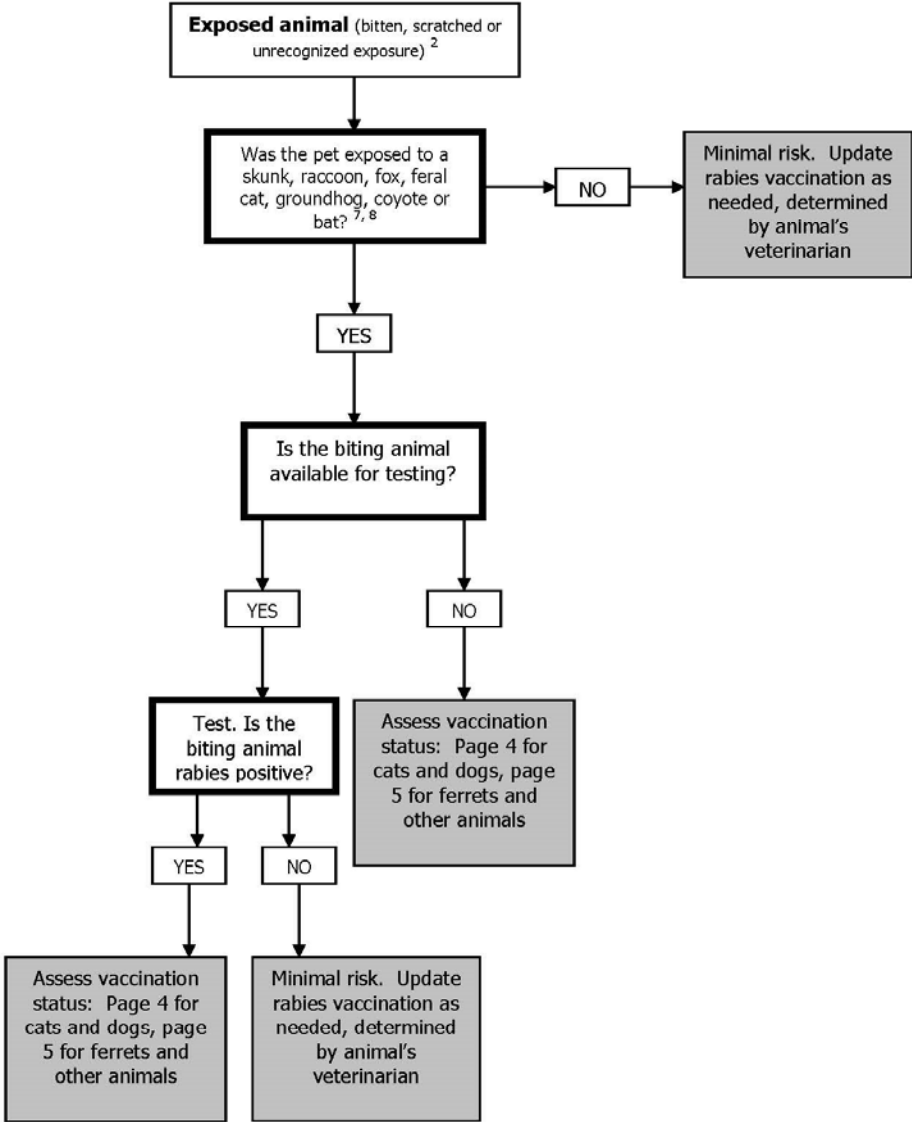 Exposed animal (bitten, scratched or
unrecognized exposure) 2
Was the pet exposed to a
skunk, raccoon, fox, feral
cat, groundhog, coyote or
bat? 7, 8
NO
Minimal risk. Update
rabies vaccination as
needed, determined
by animal's
veterinarian
YES
Is the biting animal
available for testing?
YES
NO
Test. Is the
biting animal
rabies positive?
Assess vaccination
status: Page 4 for
cats and dogs, page
5 for ferrets and
other animals
YES
NO
Assess vaccination
status: Page 4 for
cats and dogs, page
5 for ferrets and
other animals
Minimal risk. Update
rabies vaccination as
needed, determined
by animal's
veterinarian